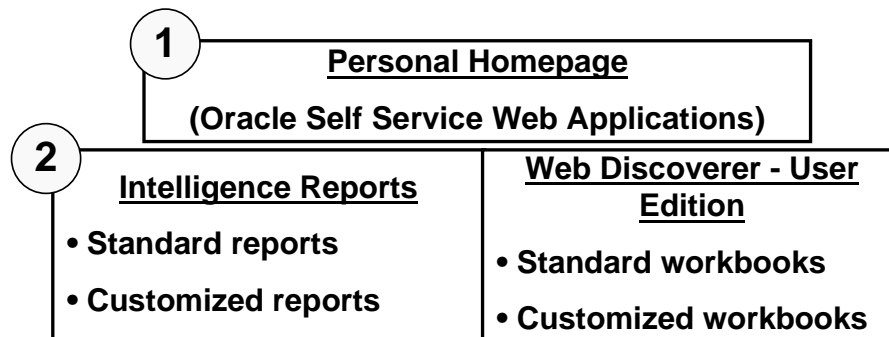 1
Personal Homepage
(Oracle Self Service Web Applications)
2
Intelligence Reports
• Standard reports
• Customized reports
Web Discoverer - User
Edition
• Standard workbooks
• Customized workbooks